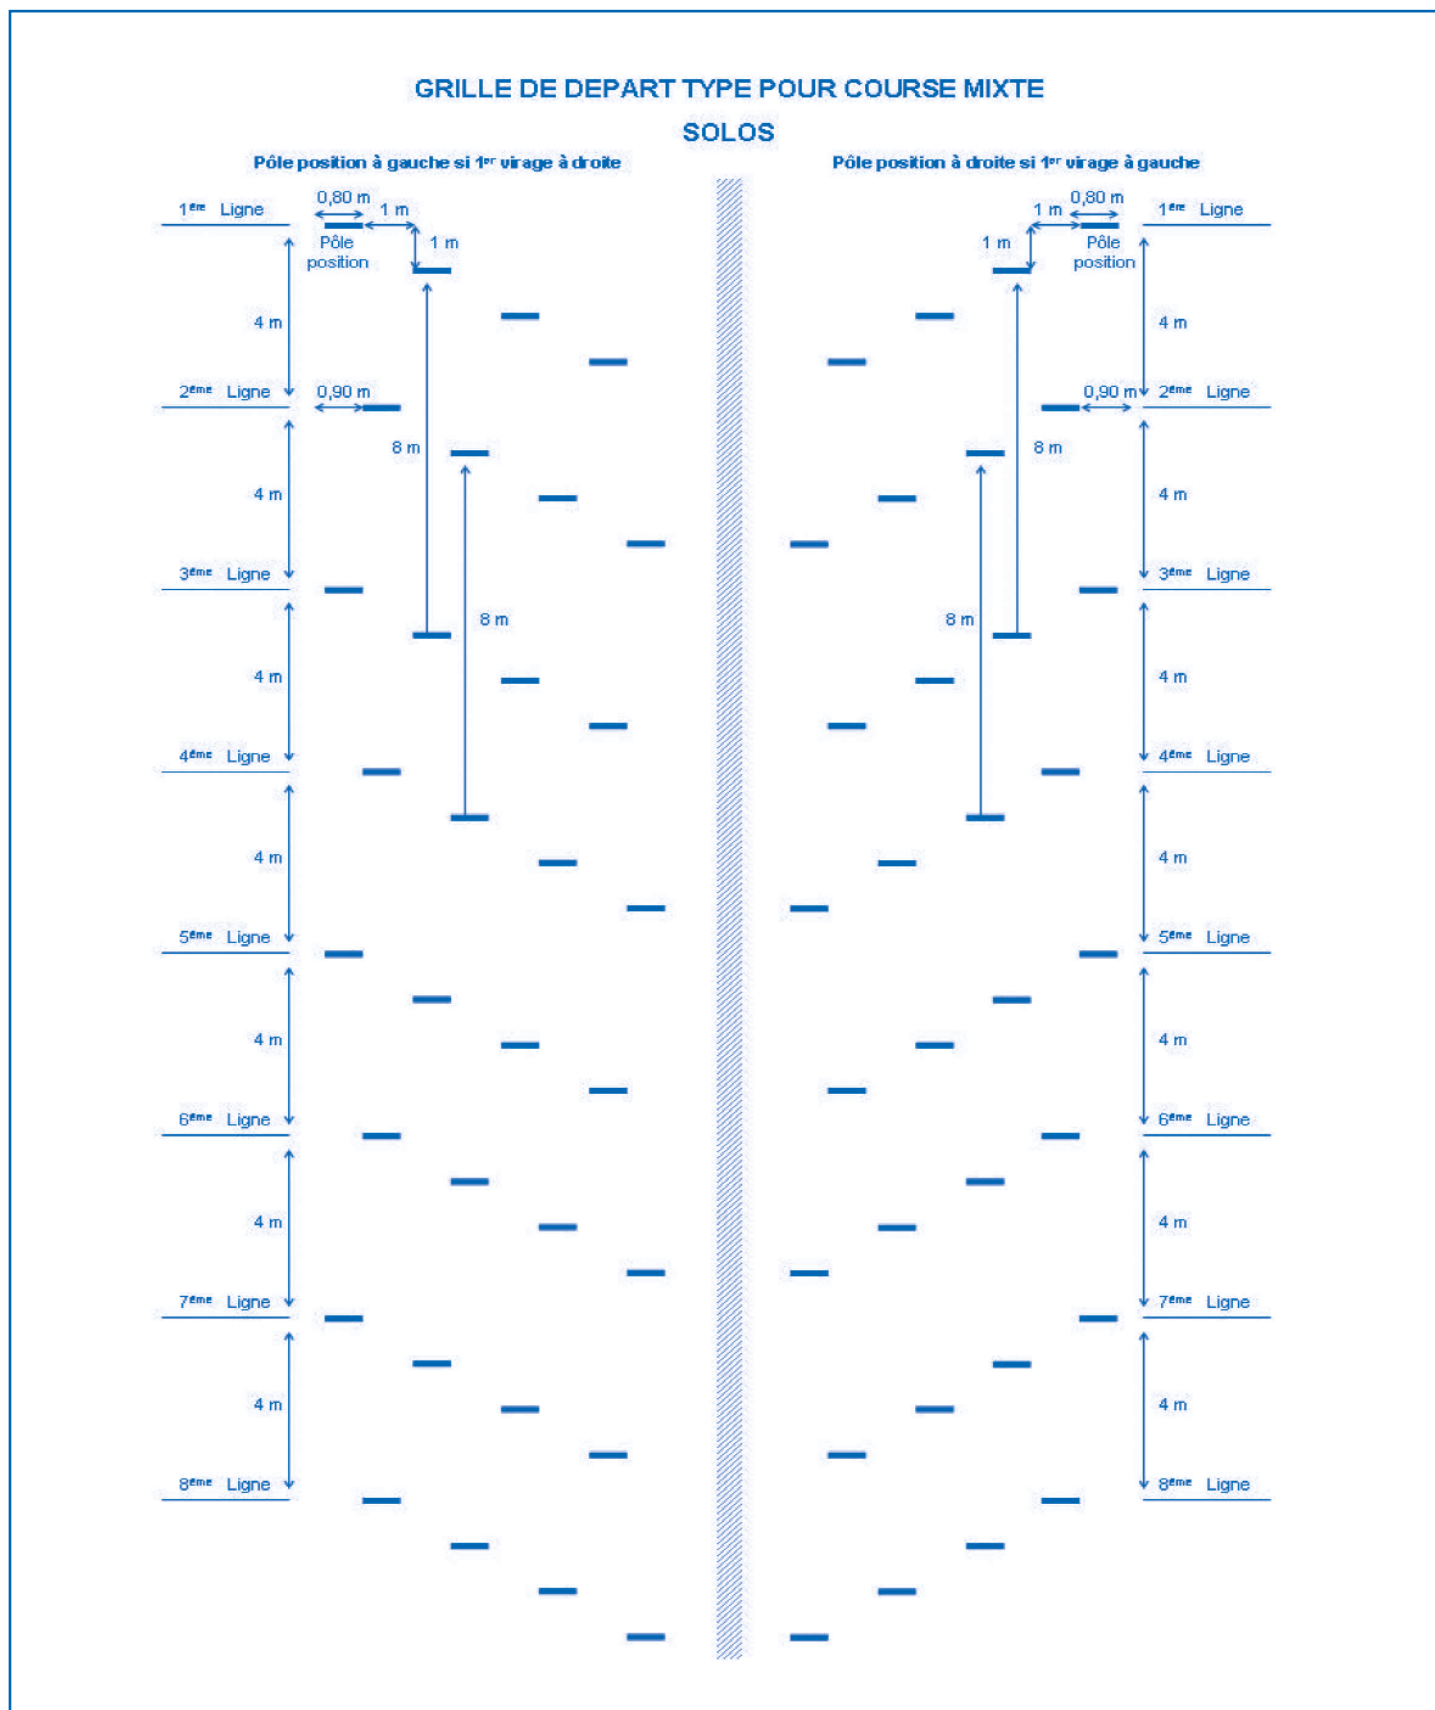 GRILLE DE DEPART TYPE POUR COURSE MIXTE
SOLOS
Pôle position à gauche si 1er virage à droite
Pôle position à droite si 1er virage à gauche
1ère Ligne
0,80 m
1 m
1 m
Pôle
position
4 m
2ème Ligne
0,90 m
8 m
4 m
3ème Ligne
8 m
4 m
4ème Ligne
4 m
5ème Ligne
4 m
6ème Ligne
4 m
7ème Ligne
4 m
8ème Ligne
0,80 m
1 m
1ère Ligne
1 m
Pôle
position
4 m
0,90 m
2ème Ligne
8 m
4 m
3ème Ligne
8 m
4 m
4ème Ligne
4 m
5ème Ligne
4 m
6ème Ligne
4 m
7ème Ligne
4 m
8ème Ligne